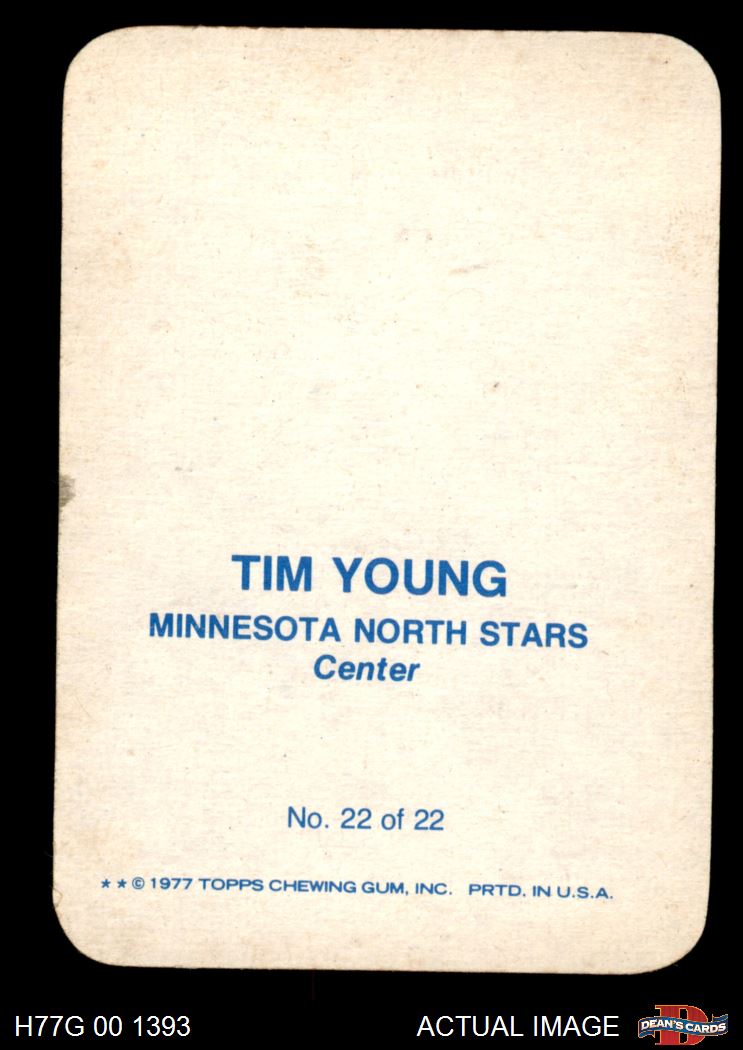 TIM YOUNG
MINNESOTA NORTH STARS
Center
No. 22 of 22
★ ★ © 1977 TOPPS CHEWING GUM, INC. PRTD. IN U.S.A.
H77G 00 1393
ACTUAL IMAGE
D
DEAN'S CARDS